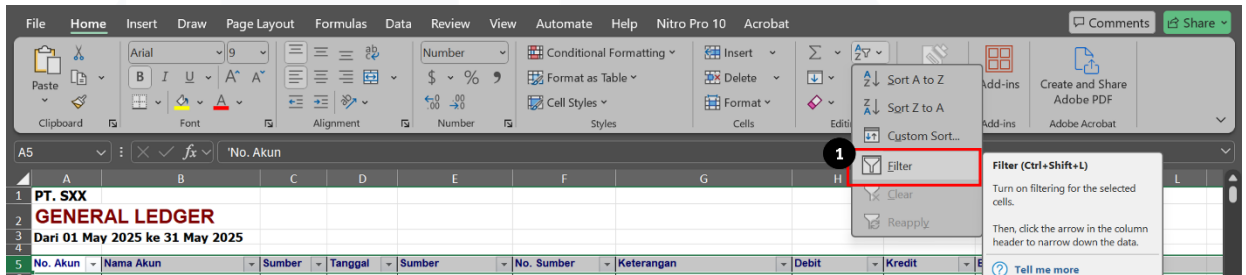 File Home Insert Draw Page Layout Formulas Data Review View Automate Help Nitro Pro 10 Acrobat Comments Share
Paste
Clipboard
Arial 9
B I U A^ Aˇ
A
Font
ab
Alignment
Number
$ % 9
.00 .00
Number
Conditional Formatting
Format as Table
Cell Styles
Styles
Insert
Delete
Format
Cells
Σ
Sort A to Z
Sort Z to A
Custom Sort...
1
Filter
Clear
Reapply
Add-ins
Add-ins
Create and Share
Adobe PDF
Adobe Acrobat
Filter (Ctrl+Shift+L)
Turn on filtering for the selected
cells.
Then, click the arrow in the column
header to narrow down the data.
Tell me more
A5 fx 'No. Akun
A B C D E F G H L
1 PT. SXX
2 GENERAL LEDGER
3 Dari 01 May 2025 ke 31 May 2025
4
5 No. Akun Nama Akun Sumber Tanggal Sumber No. Sumber Keterangan Debit Kredit